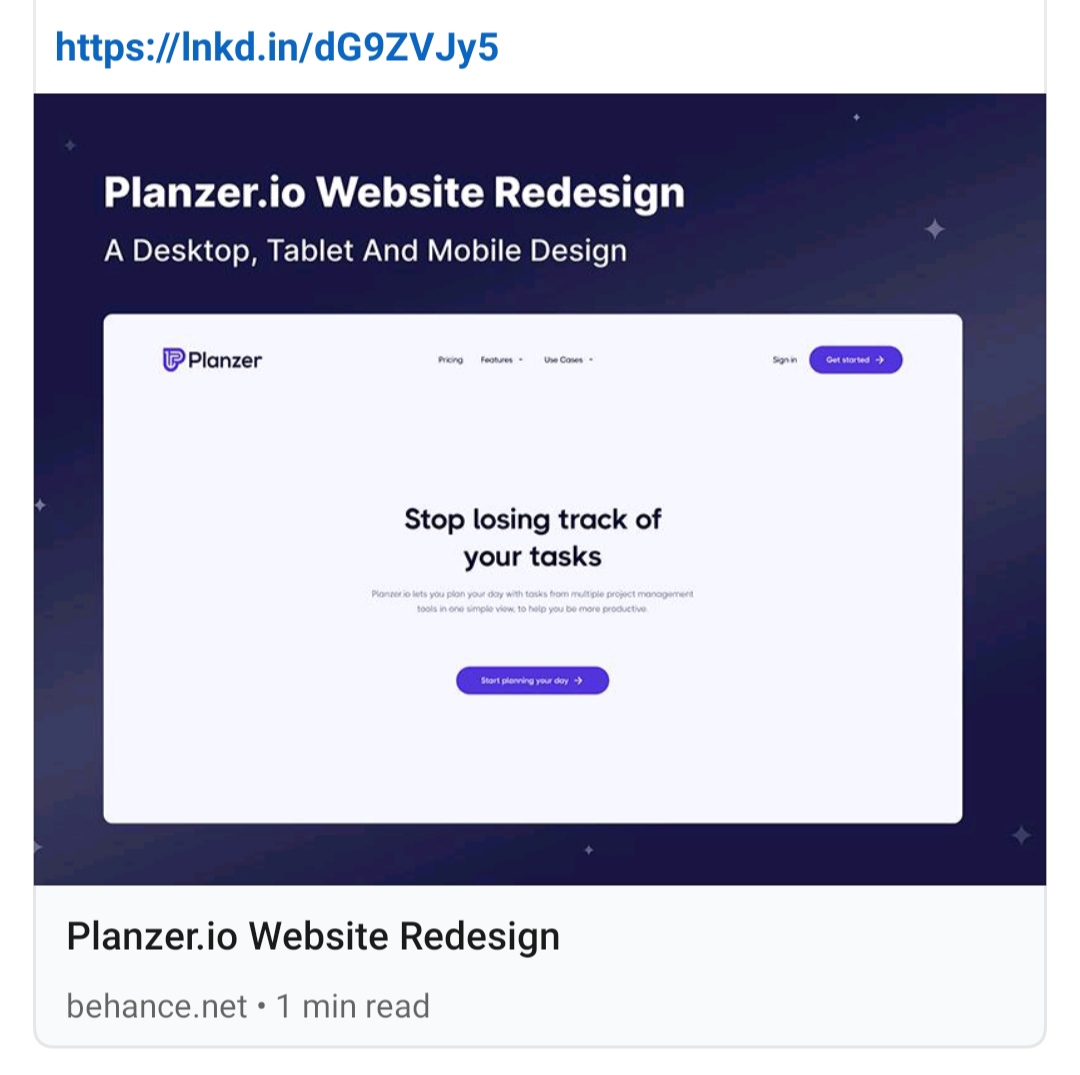 https://lnkd.in/dG9ZVJy5
Planzer.io Website Redesign
A Desktop, Tablet And Mobile Design
Planzer
Pricing Features Use Cases Sign in Get started →
Stop losing track of
your tasks
Planzer.io lets you plan your day with tasks from multiple project management
tools in one simple view, to help you be more productive.
Start planning your day →
Planzer.io Website Redesign
behance.net • 1 min read